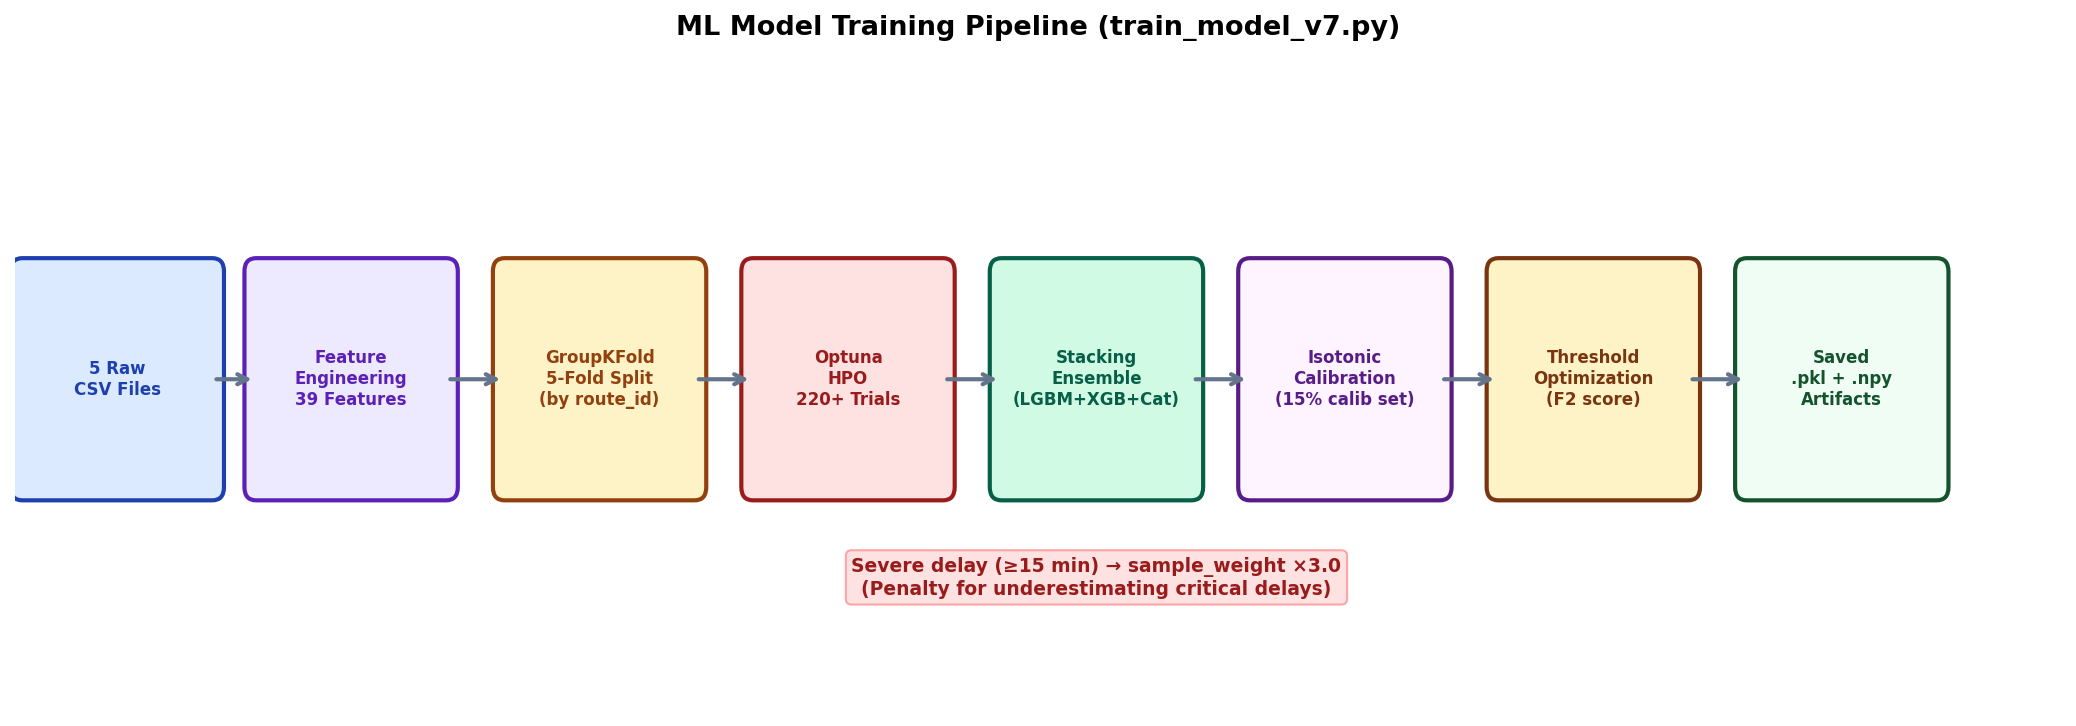 ML Model Training Pipeline (train_model_v7.py)
5 Raw
CSV Files
Feature
Engineering
39 Features
GroupKFold
5-Fold Split
(by route_id)
Optuna
HPO
220+ Trials
Stacking
Ensemble
(LGBM+XGB+Cat)
Isotonic
Calibration
(15% calib set)
Threshold
Optimization
(F2 score)
Saved
.pkl + .npy
Artifacts
Severe delay (≥15 min) → sample_weight ×3.0
(Penalty for underestimating critical delays)